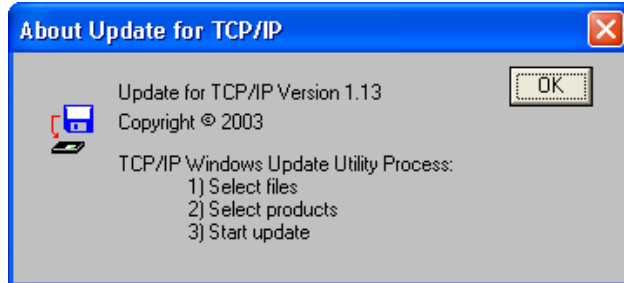 About Update for TCP/IP
OK
Update for TCP/IP Version 1.13
Copyright © 2003
TCP/IP Windows Update Utility Process:
1) Select files
2) Select products
3) Start update